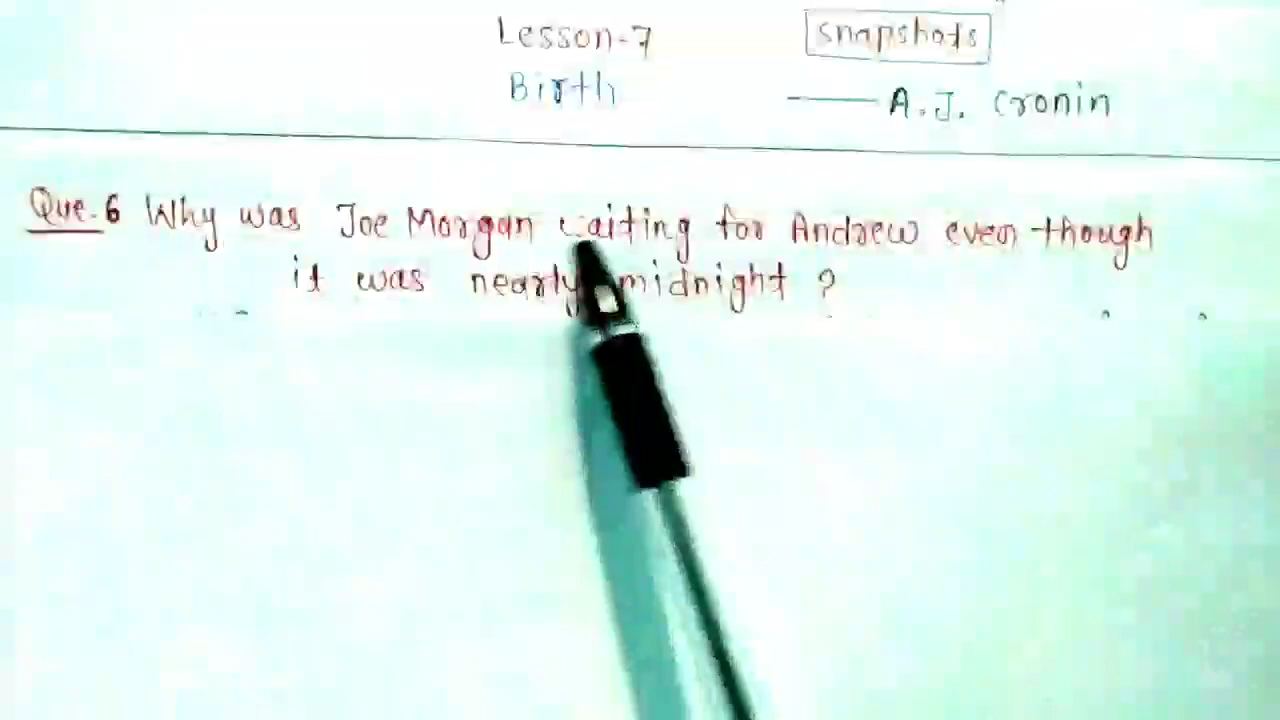 Lesson-7
Snapshots
Birth
A.J. Cronin
Que.6 Why was Joe Morgan waiting for Andrew even though
it was nearly midnight ?